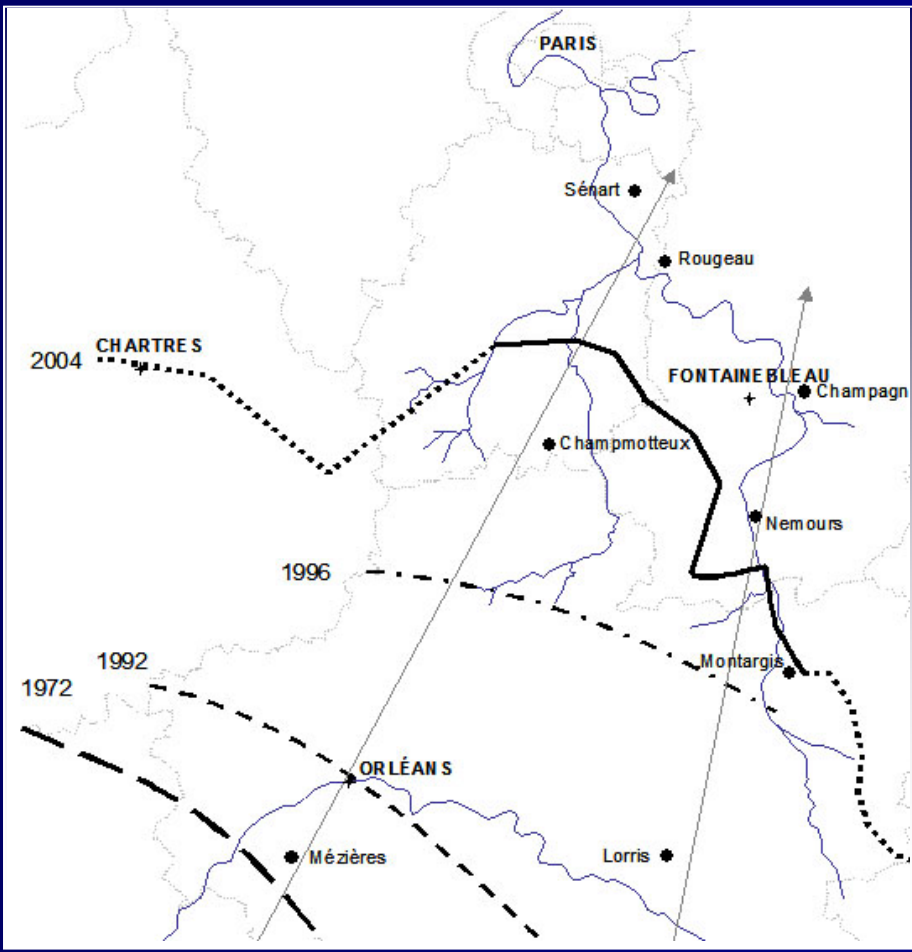 PARIS
Sénart
Rougeau
CHARTRES
2004
FONTAINEBLEAU
Champagn
Champmotteux
Nemours
1996
Montargis
1992
1972
ORLÉANS
Mézières
Lorris